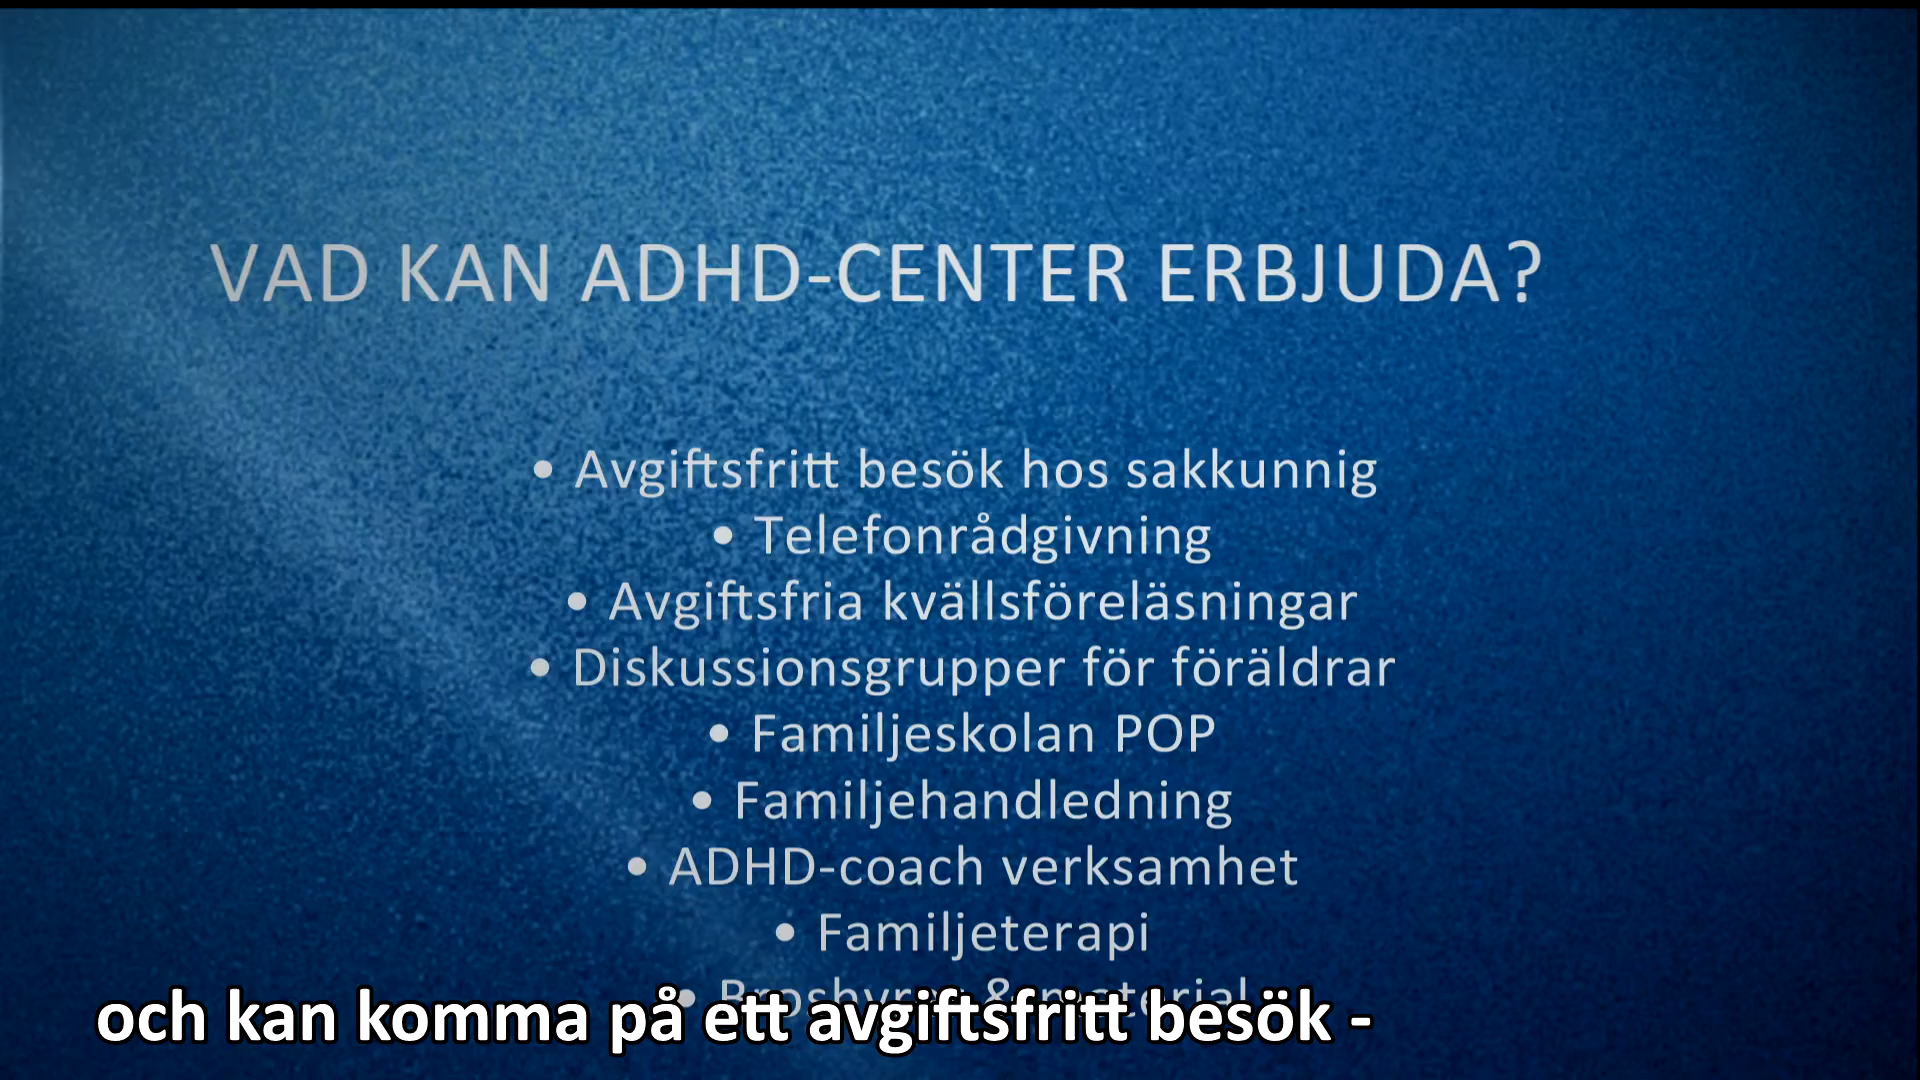 VAD KAN ADHD-CENTER ERBJUDA?
• Avgiftsfritt besök hos sakkunnig
• Telefonrådgivning
• Avgiftsfria kvällsföreläsningar
• Diskussionsgrupper för föräldrar
• Familjeskolan POP
• Familjehandledning
• ADHD-coach verksamhet
• Familjeterapi
• & material
och kan komma på ett avgiftsfritt besök -